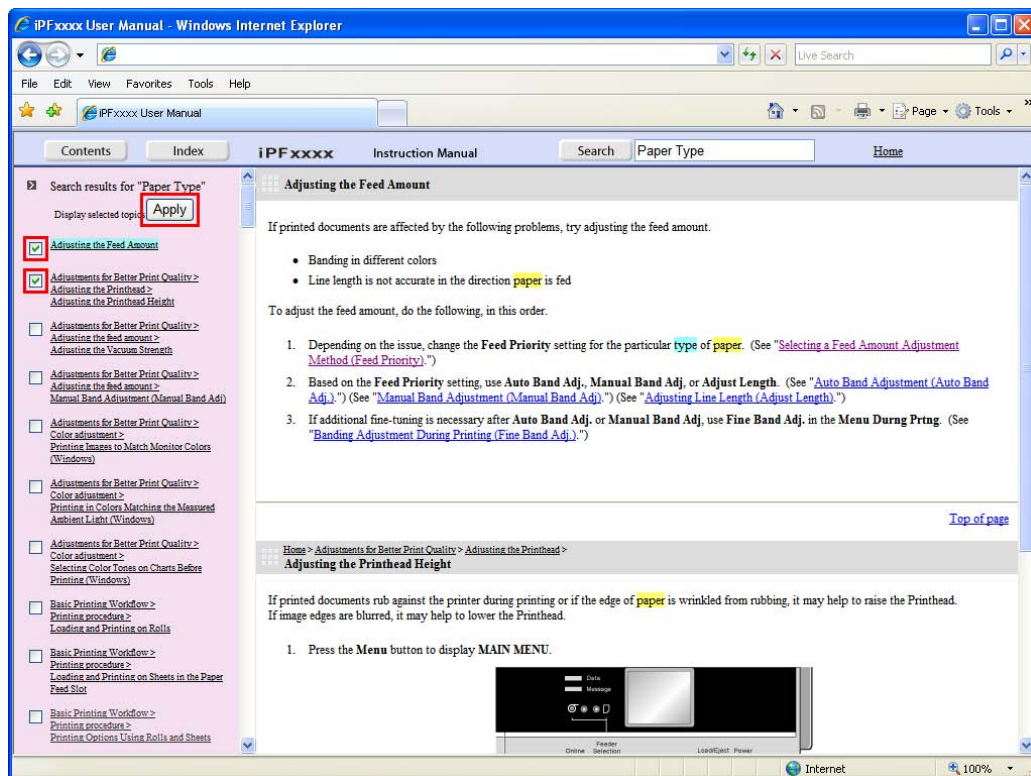 iPFxxxx User Manual - Windows Internet Explorer
Live Search
File Edit View Favorites Tools Help
iPFxxxx User Manual
Page Tools
Contents Index iPFxxxx Instruction Manual Search Paper Type Home
Search results for "Paper Type"
Display selected topics Apply
Adjusting the Feed Amount
Adjustments for Better Print Quality >
Adjusting the Printhead >
Adjusting the Printhead Height
Adjustments for Better Print Quality >
Adjusting the feed amount >
Adjusting the Vacuum Strength
Adjustments for Better Print Quality >
Adjusting the feed amount >
Manual Band Adjustment (Manual Band Adj)
Adjustments for Better Print Quality >
Color adjustment >
Printing Images to Match Monitor Colors
(Windows)
Adjustments for Better Print Quality >
Color adjustment >
Printing in Colors Matching the Measured
Ambient Light (Windows)
Adjustments for Better Print Quality >
Color adjustment >
Selecting Color Tones on Charts Before
Printing (Windows)
Basic Printing Workflow >
Printing procedure >
Loading and Printing on Rolls
Basic Printing Workflow >
Printing procedure >
Loading and Printing on Sheets in the Paper
Feed Slot
Basic Printing Workflow >
Printing procedure >
Printing Options Using Rolls and Sheets
Adjusting the Feed Amount
If printed documents are affected by the following problems, try adjusting the feed amount.
• Banding in different colors
• Line length is not accurate in the direction paper is fed
To adjust the feed amount, do the following, in this order.
1. Depending on the issue, change the Feed Priority setting for the particular type of paper. (See "Selecting a Feed Amount Adjustment
Method (Feed Priority).")
2. Based on the Feed Priority setting, use Auto Band Adj., Manual Band Adj, or Adjust Length. (See "Auto Band Adjustment (Auto Band
Adj.).") (See "Manual Band Adjustment (Manual Band Adj).") (See "Adjusting Line Length (Adjust Length).")
3. If additional fine-tuning is necessary after Auto Band Adj. or Manual Band Adj, use Fine Band Adj. in the Menu Durng Prtng. (See
"Banding Adjustment During Printing (Fine Band Adj.).")
Top of page
Home > Adjustments for Better Print Quality > Adjusting the Printhead >
Adjusting the Printhead Height
If printed documents rub against the printer during printing or if the edge of paper is wrinkled from rubbing, it may help to raise the Printhead.
If image edges are blurred, it may help to lower the Printhead.
1. Press the Menu button to display MAIN MENU.
Data
Message
Online Feeder Selection Load/Eject Power
Internet 100%